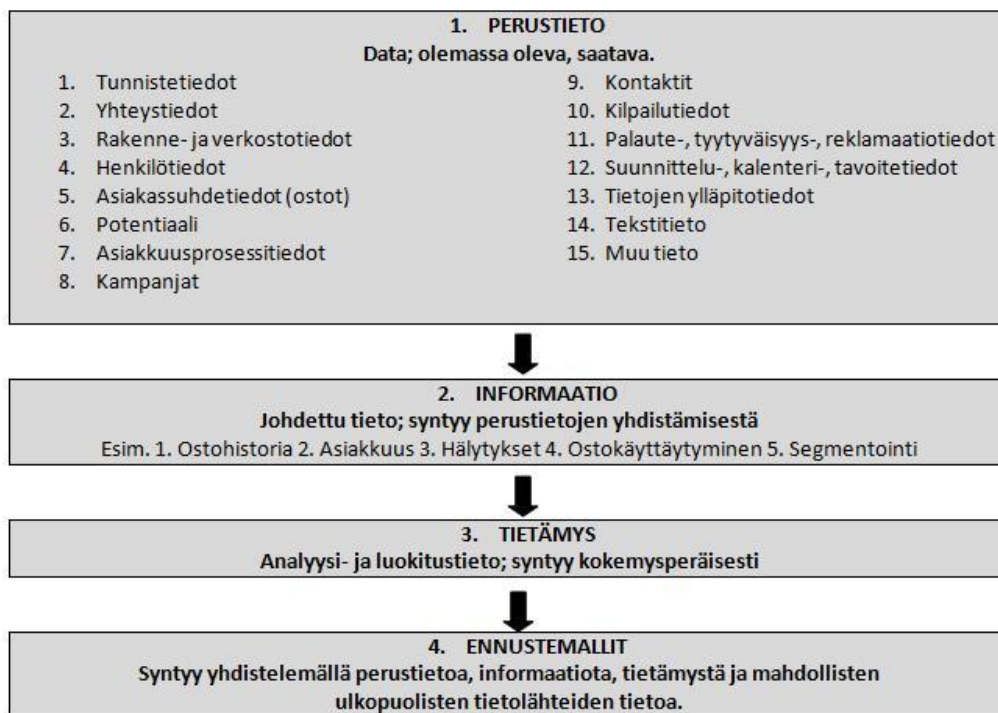 1. PERUSTIETO
Data; olemassa oleva, saatava.
1. Tunnistetiedot
2. Yhteystiedot
3. Rakenne- ja verkostotiedot
4. Henkilötiedot
5. Asiakassuhdetiedot (ostot)
6. Potentiaali
7. Asiakkuusprosessitiedot
8. Kampanjat
9. Kontaktit
10. Kilpailutiedot
11. Palaute-, tyytyväisyys-, reklamaatiotiedot
12. Suunnittelu-, kalenteri-, tavoitetiedot
13. Tietojen ylläpitotiedot
14. Tekstitieto
15. Muu tieto
2. INFORMAATIO
Johdettu tieto; syntyy perustietojen yhdistämisestä
Esim. 1. Ostohistoria 2. Asiakkuus 3. Hälytykset 4. Ostokäyttäytyminen 5. Segmentointi
3. TIETÄMYS
Analyysi- ja luokitustieto; syntyy kokemysperäisesti
4. ENNUSTEMALLIT
Syntyy yhdistelemällä perustietoa, informaatiota, tietämystä ja mahdollisten
ulkopuolisten tietolähteiden tietoa.